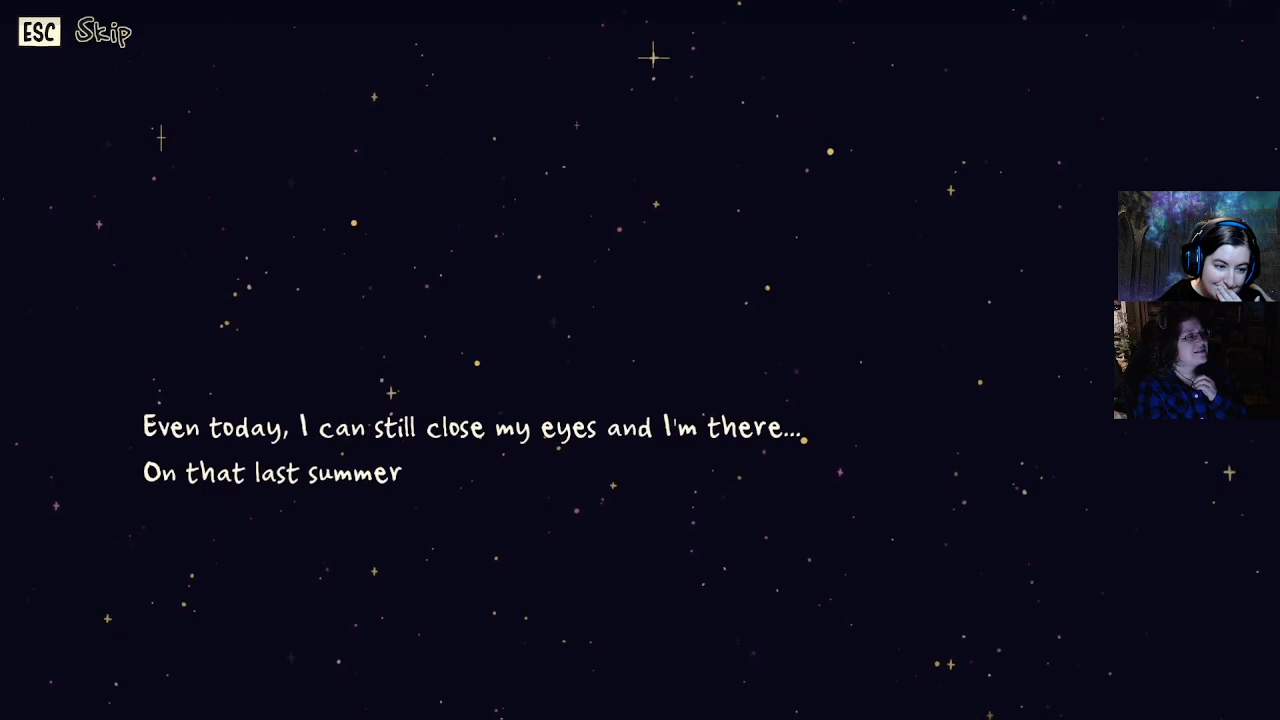 ESC Skip
Even today, I can still close my eyes and I'm there...
On that last summer